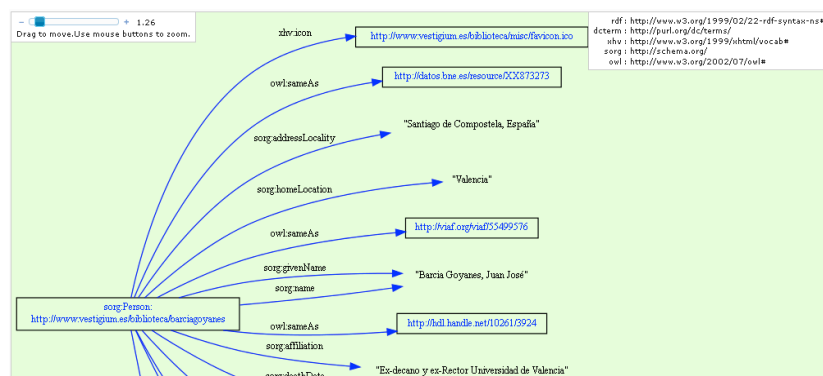 − + 1.26
Drag to move.Use mouse buttons to zoom.
rdf : http://www.w3.org/1999/02/22-rdf-syntax-ns#
dcterm : http://purl.org/dc/terms/
xhv : http://www.w3.org/1999/xhtml/vocab#
sorg : http://schema.org/
owl : http://www.w3.org/2002/07/owl#
xhv:icon
http://www.vestigium.es/biblioteca/misc/favicon.ico
owl:sameAs
http://datos.bne.es/resource/XX873273
sorg:addressLocality
"Santiago de Compostela, España"
sorg:homeLocation
"Valencia"
owl:sameAs
http://viaf.org/viaf/55499576
sorg:givenName
"Barcia Goyanes, Juan José"
sorg:name
sorg:Person:
http://www.vestigium.es/biblioteca/barciagoyanes
owl:sameAs
http://hdl.handle.net/10261/3924
sorg:affiliation
"Ex-decano y ex-Rector Universidad de Valencia"
sorg:deathDate